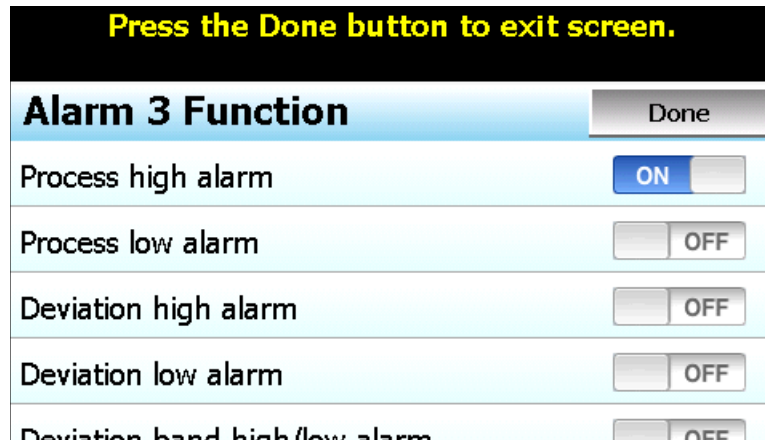 Press the Done button to exit screen.
Alarm 3 Function Done
Process high alarm ON
Process low alarm OFF
Deviation high alarm OFF
Deviation low alarm OFF
Deviation band high/low alarm OFF